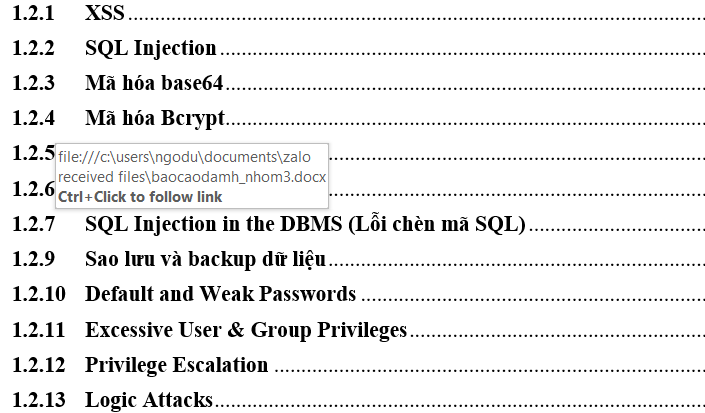 1.2.1 XSS
1.2.2 SQL Injection
1.2.3 Mã hóa base64
1.2.4 Mã hóa Bcrypt
1.2.5
file:///c:\users\ngodu\documents\zalo
received files\baocaodamh_nhom3.docx
Ctrl+Click to follow link
1.2.6
1.2.7 SQL Injection in the DBMS (Lỗi chèn mã SQL)
1.2.9 Sao lưu và backup dữ liệu
1.2.10 Default and Weak Passwords
1.2.11 Excessive User & Group Privileges
1.2.12 Privilege Escalation
1.2.13 Logic Attacks